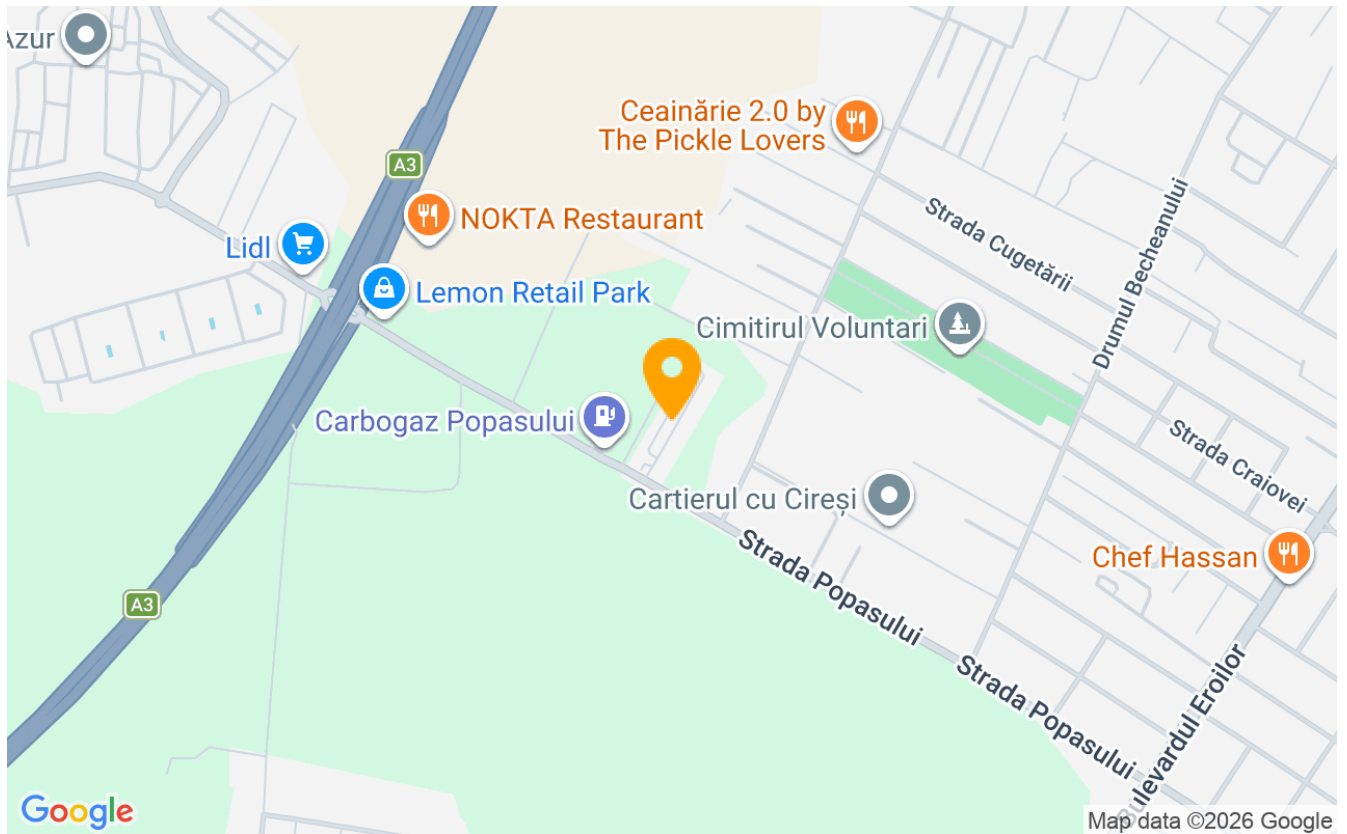 Azur
Ceainărie 2.0 by
The Pickle Lovers
A3
NOKTA Restaurant
Lidl
Lemon Retail Park
Strada Cugetării
Drumul Becheanului
Cimitirul Voluntari
Carbogaz Popasului
Strada Craiovei
Cartierul cu Cireși
Chef Hassan
Strada Popasului
A3
Strada Popasului
Bulevardul Eroilor
Google
Map data ©2026 Google